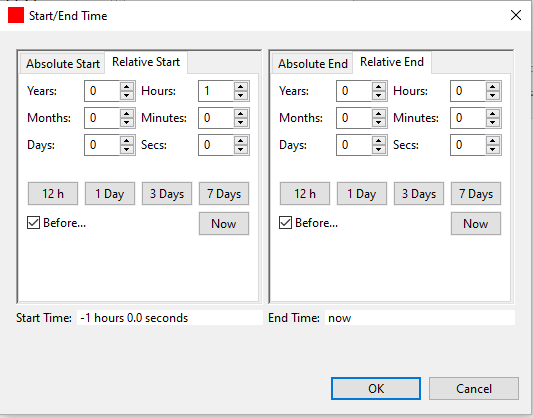 Start/End Time
Absolute Start Relative Start
Years: 0 Hours: 1
Months: 0 Minutes: 0
Days: 0 Secs: 0
12 h 1 Day 3 Days 7 Days
Before... Now
Start Time: -1 hours 0.0 seconds
Absolute End Relative End
Years: 0 Hours: 0
Months: 0 Minutes: 0
Days: 0 Secs: 0
12 h 1 Day 3 Days 7 Days
Before... Now
End Time: now
OK Cancel